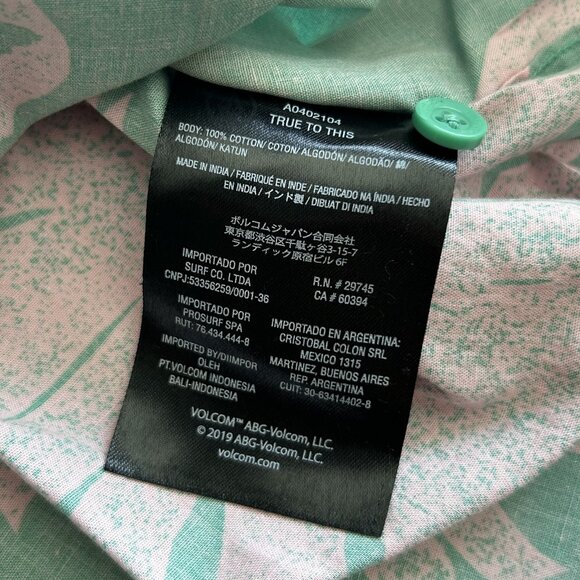 A0402104
TRUE TO THIS
BODY: 100% COTTON/ COTON/ ALGODÓN/ ALGODÃO/ 綿/
ALGODÓN/ KATUN
MADE IN INDIA / FABRIQUÉ EN INDE / FABRICADO NA ÍNDIA / HECHO
EN INDIA / インド製 / DIBUAT DI INDIA
ボルコムジャパン合同会社
東京都渋谷区千駄ヶ谷3-15-7
ランディック原宿ビル 6F
IMPORTADO POR
SURF CO. LTDA
CNPJ:53356259/0001-36
R.N. # 29745
CA # 60394
IMPORTADO POR
PROSURF SPA
RUT: 76.434.444-8
IMPORTADO EN ARGENTINA:
CRISTOBAL COLON SRL
MEXICO 1315
MARTINEZ, BUENOS AIRES
REP. ARGENTINA
CUIT: 30-63414402-8
IMPORTED BY/DIIMPOR
OLEH
PT.VOLCOM INDONESIA
BALI-INDONESIA
VOLCOM™ ABG-Volcom, LLC.
© 2019 ABG-Volcom, LLC.
volcom.com